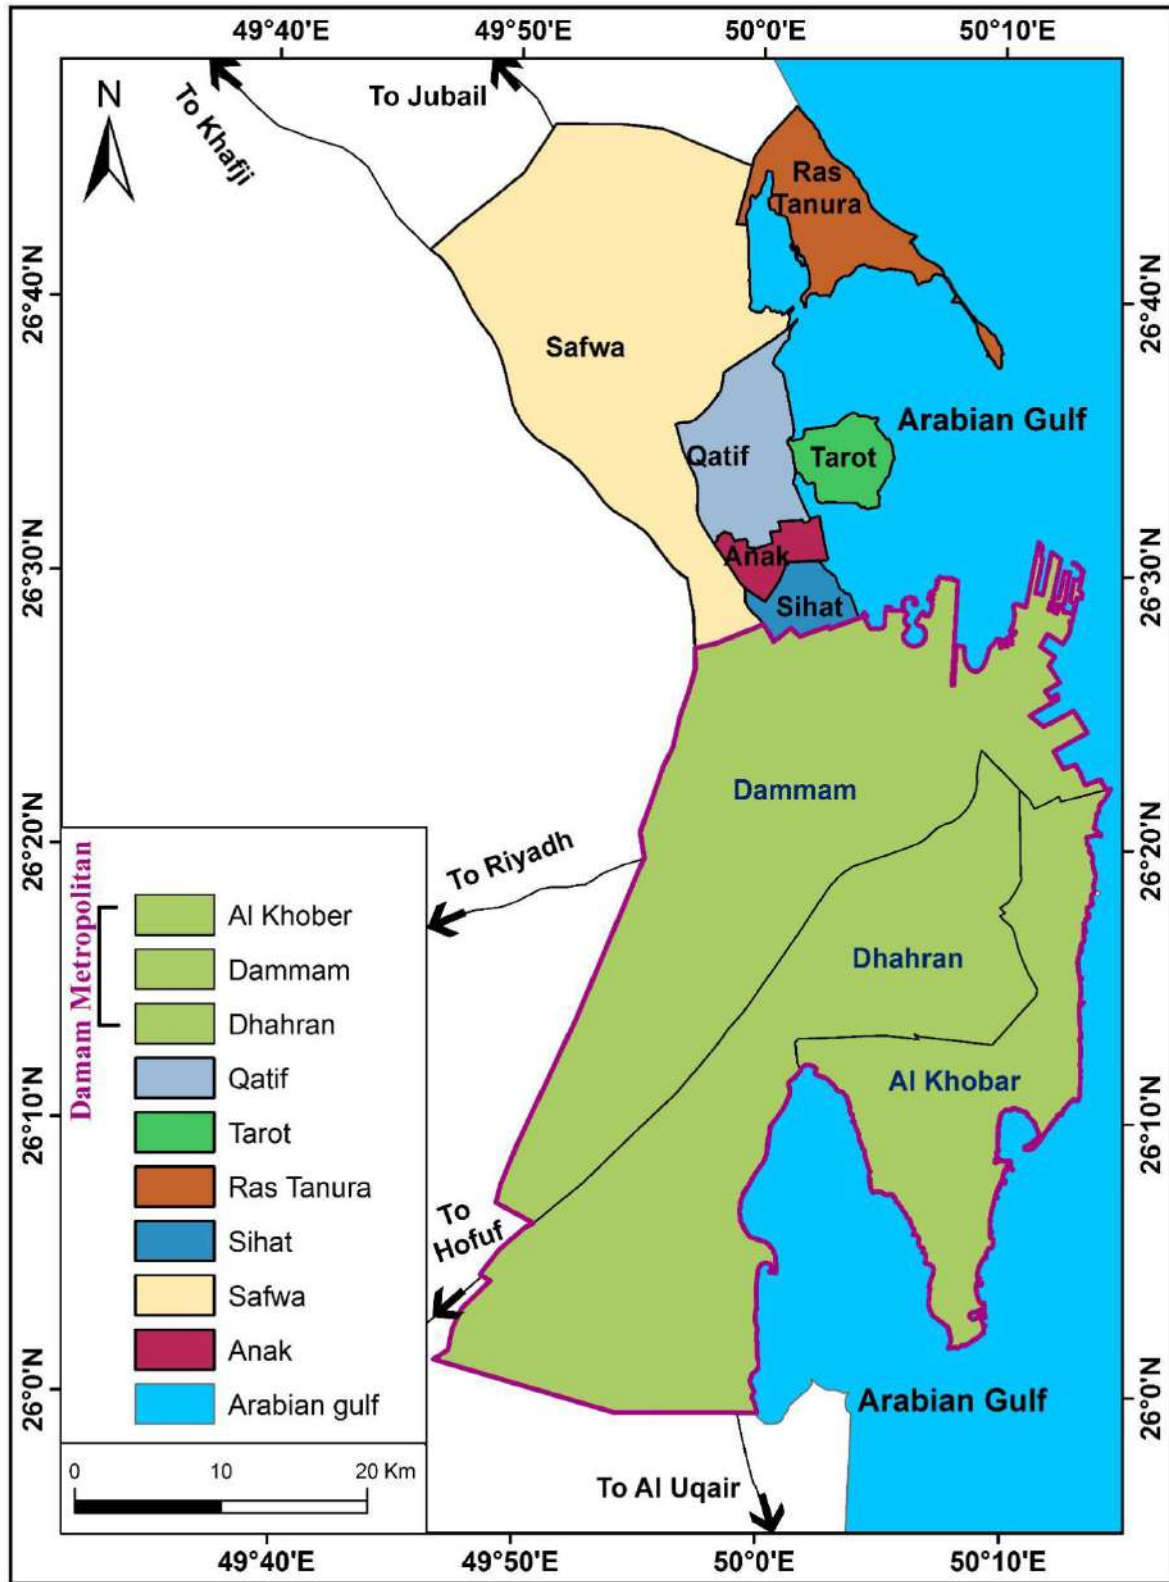 49°40'E
49°50'E
50°0'E
50°10'E
N
To Khafji
To Jubail
Ras
Tanura
26°40'N
26°40'N
Safwa
Arabian Gulf
Qatif
Tarot
Anak
26°30'N
26°30'N
Sihat
Dammam
26°20'N
26°20'N
To Riyadh
Dhahran
Al Khobar
26°10'N
26°10'N
To
Hofuf
26°0'N
26°0'N
Arabian Gulf
To Al Uqair
Damam Metropolitan
Al Khober
Dammam
Dhahran
Qatif
Tarot
Ras Tanura
Sihat
Safwa
Anak
Arabian gulf
0 10 20 Km
49°40'E
49°50'E
50°0'E
50°10'E